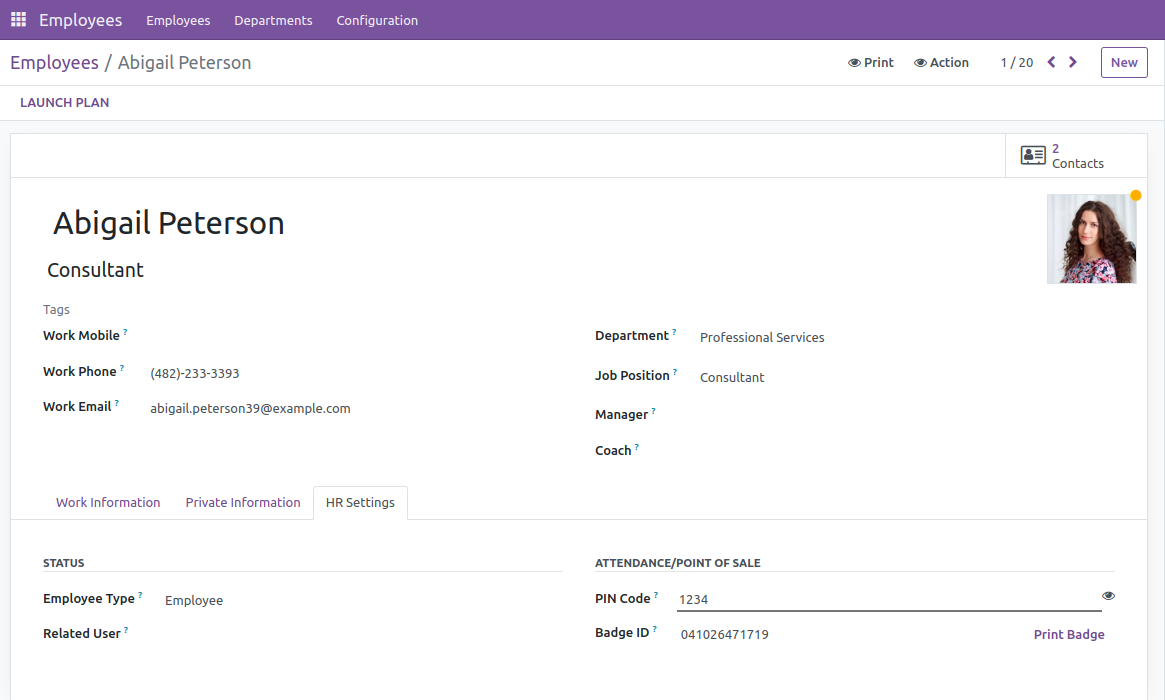 Employees Employees Departments Configuration
Employees / Abigail Peterson Print Action 1 / 20 New
LAUNCH PLAN
2
Contacts
Abigail Peterson
Consultant
Tags
Work Mobile ? Department ? Professional Services
Work Phone ? (482)-233-3393 Job Position ? Consultant
Work Email ? abigail.peterson39@example.com Manager ?
Coach ?
Work Information Private Information HR Settings
STATUS ATTENDANCE/POINT OF SALE
Employee Type ? Employee PIN Code ? 1234
Related User ? Badge ID ? 041026471719 Print Badge